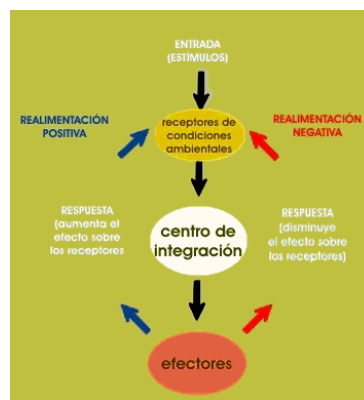 ENTRADA
(ESTÍMULOS)
REALIMENTACIÓN
POSITIVA
receptores de
condiciones
ambientales
REALIMENTACIÓN
NEGATIVA
RESPUESTA
(aumenta el
efecto sobre
los receptores
centro de
integración
RESPUESTA
(disminuye
el efecto sobre
los receptores)
efectores